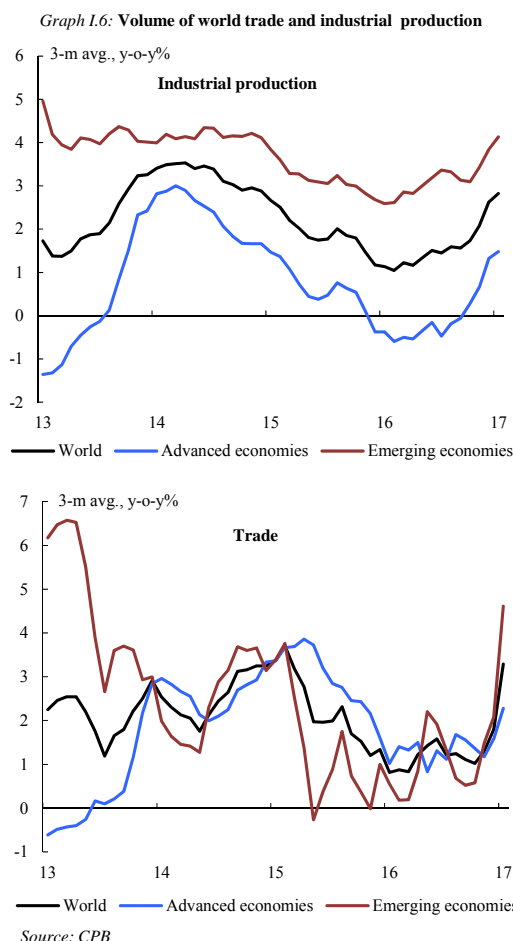 Graph I.6: Volume of world trade and industrial production
3-m avg., y-o-y%
Industrial production
6
5
4
3
2
1
0
-1
-2
13 14 15 16 17
World Advanced economies Emerging economies
3-m avg., y-o-y%
Trade
7
6
5
4
3
2
1
0
-1
13 14 15 16 17
World Advanced economies Emerging economies
Source: CPB